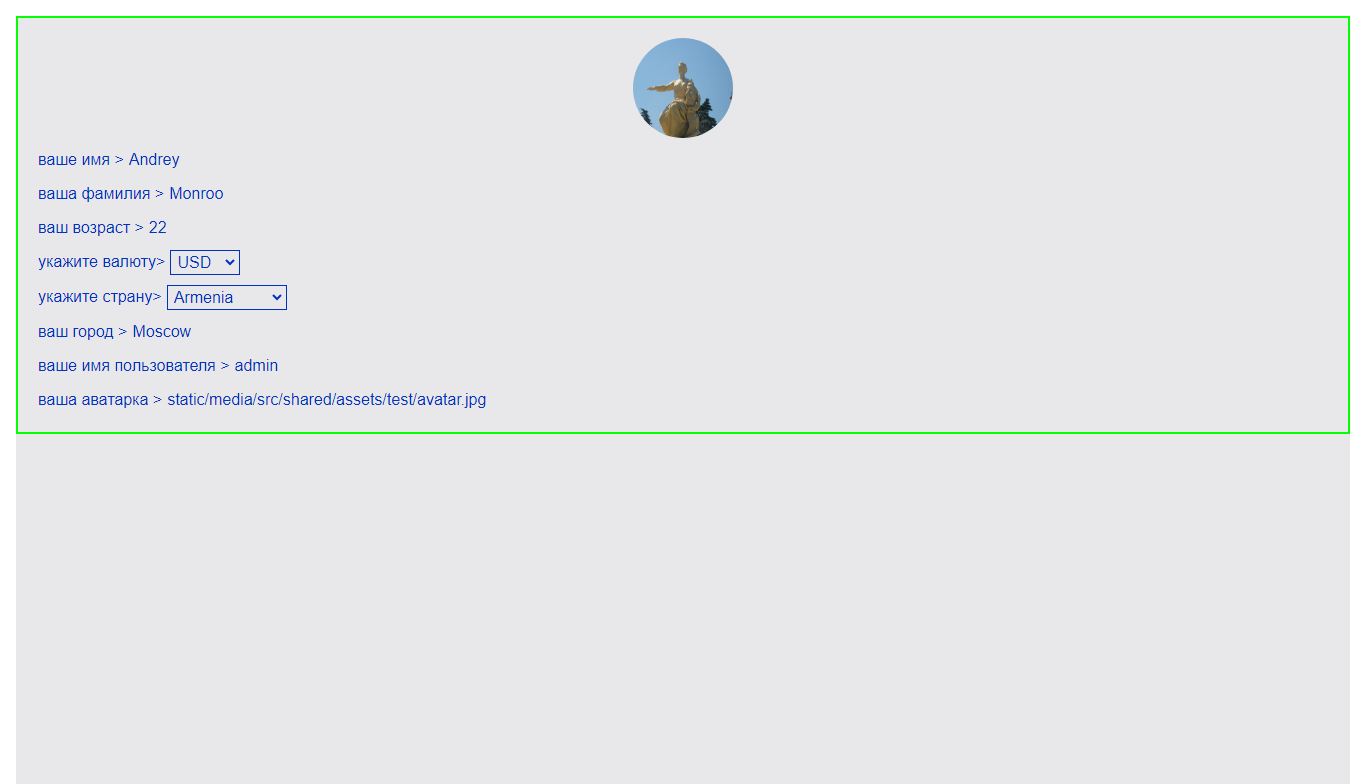 ваше имя > Andrey
ваша фамилия > Monroo
ваш возраст > 22
укажите валюту> USD
укажите страну> Armenia
ваш город > Moscow
ваше имя пользователя > admin
ваша аватарка > static/media/src/shared/assets/test/avatar.jpg